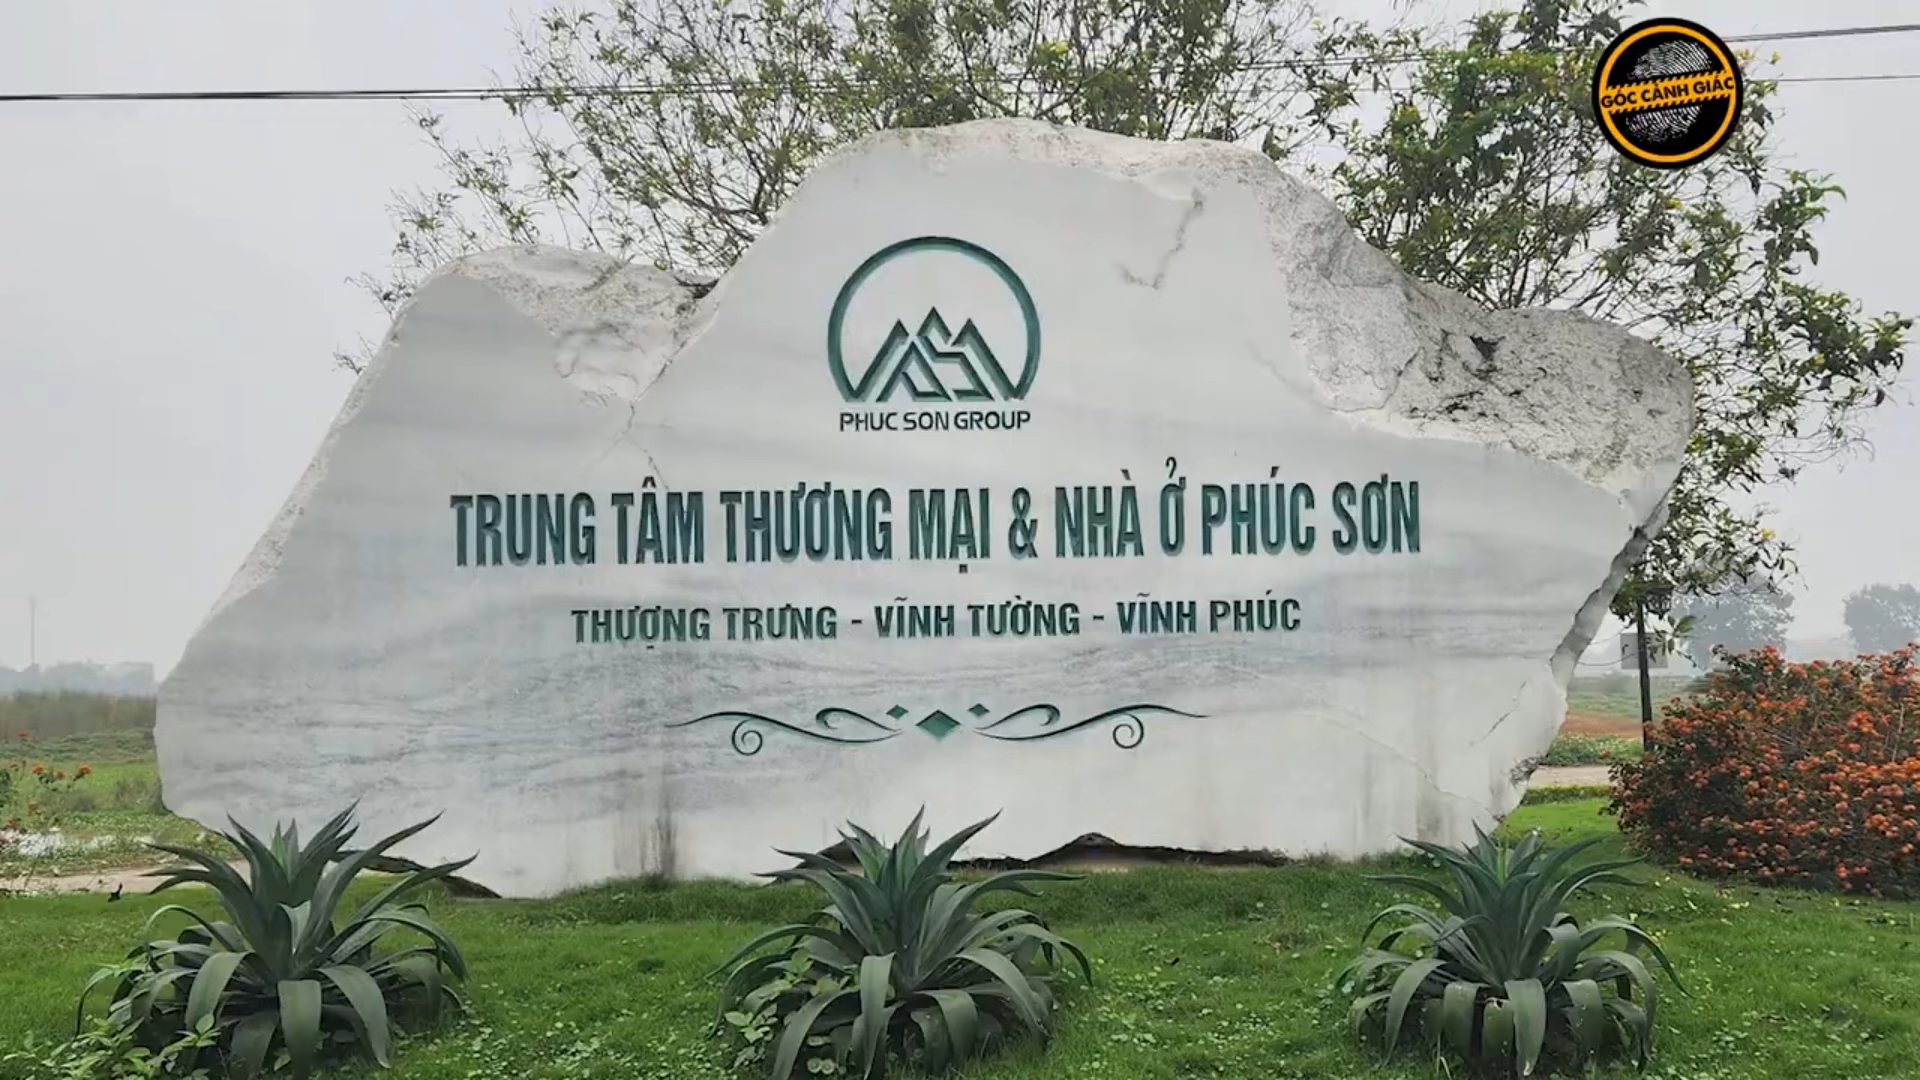 GÓC CẢNH GIÁC
PHUC SON GROUP
TRUNG TÂM THƯƠNG MẠI & NHÀ Ở PHÚC SƠN
THƯỢNG TRƯNG - VĨNH TƯỜNG - VĨNH PHÚC